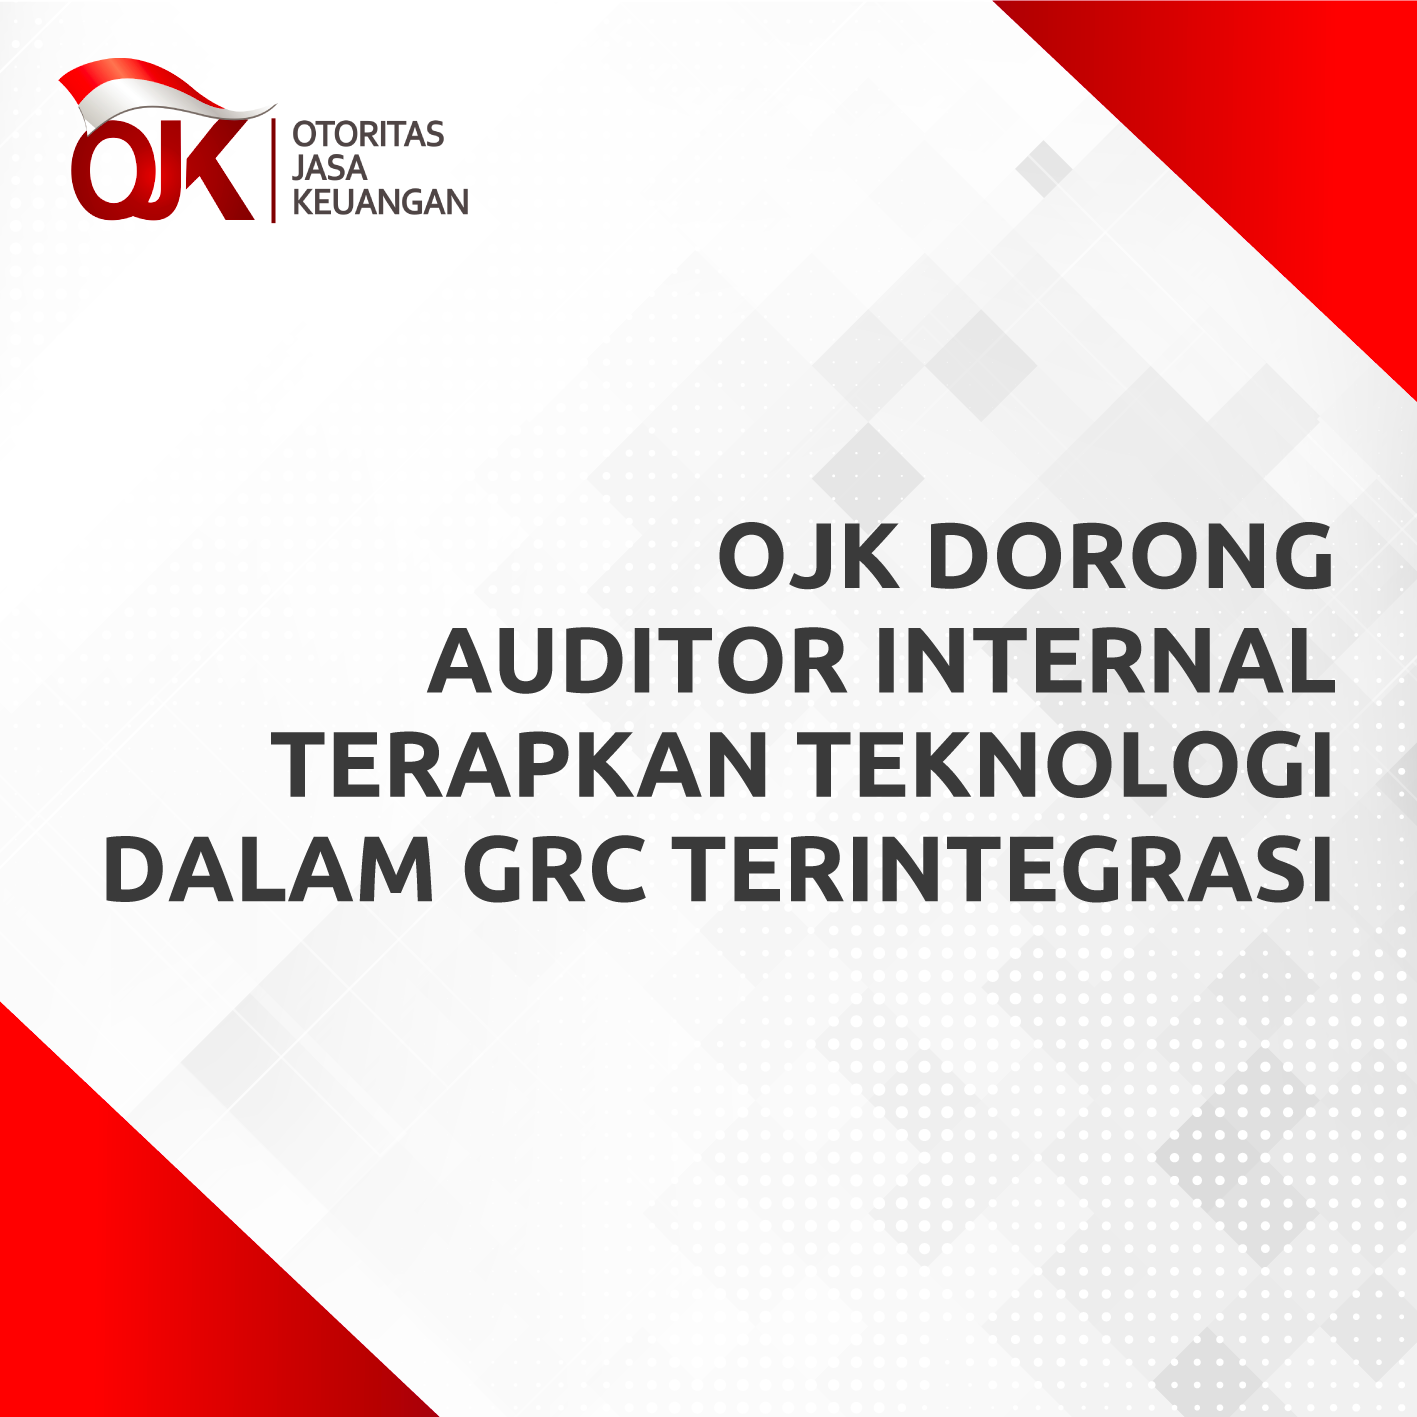 OJK
OTORITAS
JASA
KEUANGAN
OJK DORONG
AUDITOR INTERNAL
TERAPKAN TEKNOLOGI
DALAM GRC TERINTEGRASI